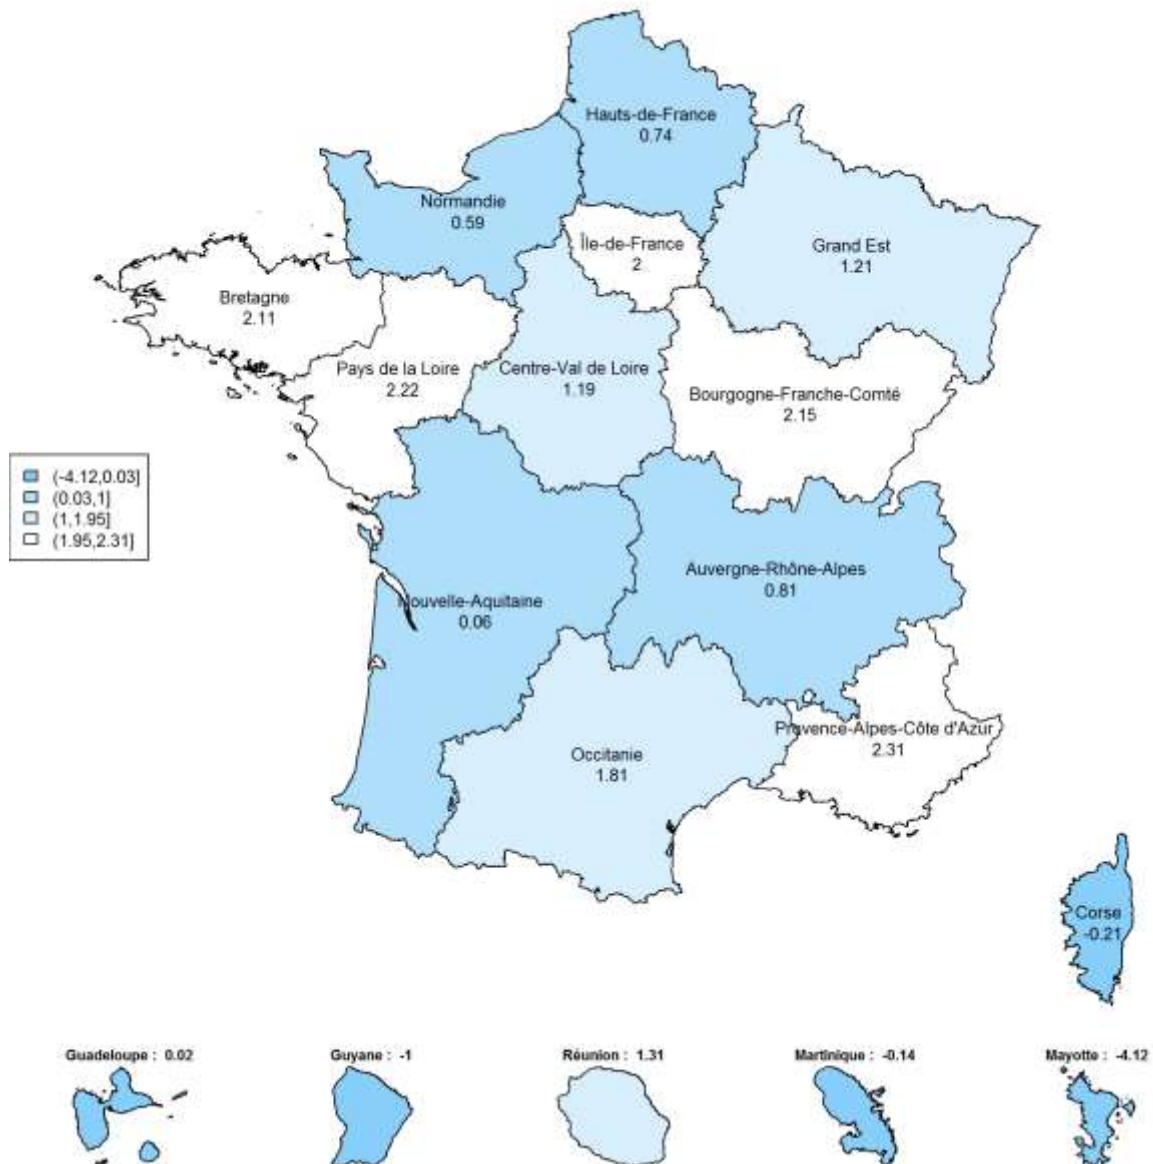 Hauts-de-France
0.74
Normandie
0.59
Île-de-France
2
Grand Est
1.21
Bretagne
2.11
Pays de la Loire
2.22
Centre-Val de Loire
1.19
Bourgogne-Franche-Comté
2.15
(-4.12,0.03]
(0.03,1]
(1,1.95]
(1.95,2.31]
Auvergne-Rhône-Alpes
0.81
Nouvelle-Aquitaine
0.06
Provence-Alpes-Côte d'Azur
2.31
Occitanie
1.81
Corse
-0.21
Guadeloupe : 0.02
Guyane : -1
Réunion : 1.31
Martinique : -0.14
Mayotte : -4.12